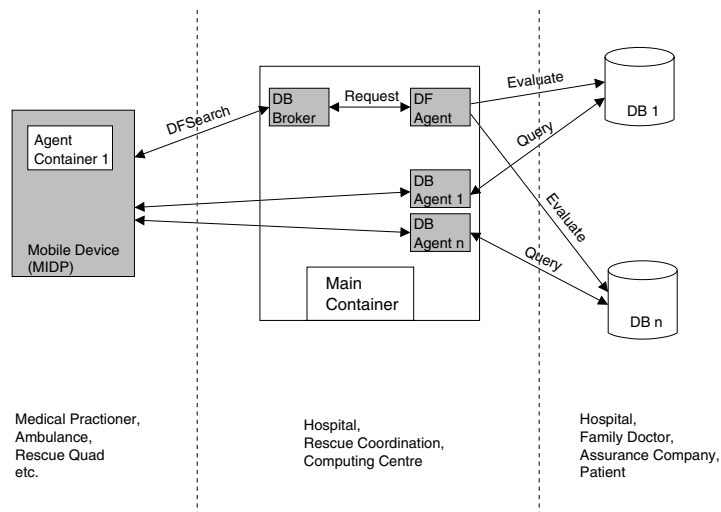 Agent
Container 1
Mobile Device
(MIDP)
DFSearch
DB
Broker
Request
DF
Agent
DB
Agent 1
DB
Agent n
Main
Container
Evaluate
Query
Evaluate
Query
DB 1
DB n
Medical Practioner,
Ambulance,
Rescue Quad
etc.
Hospital,
Rescue Coordination,
Computing Centre
Hospital,
Family Doctor,
Assurance Company,
Patient